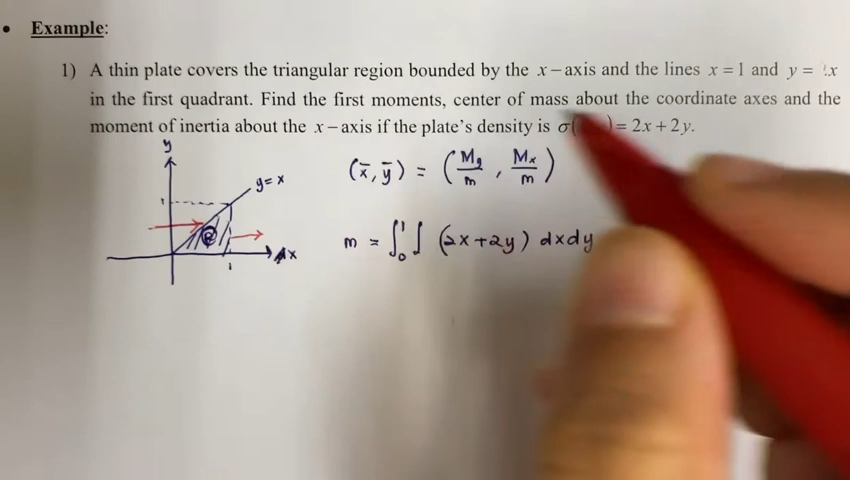 • Example:
1) A thin plate covers the triangular region bounded by the x – axis and the lines x = 1 and y = x
in the first quadrant. Find the first moments, center of mass about the coordinate axes and the
moment of inertia about the x – axis if the plate's density is σ( ) = 2x + 2y.
y
(x̄, ȳ) = (My/m , Mx/m)
y = x
1
R
m = ∫₀¹ ∫ (2x+2y) dxdy
x
1